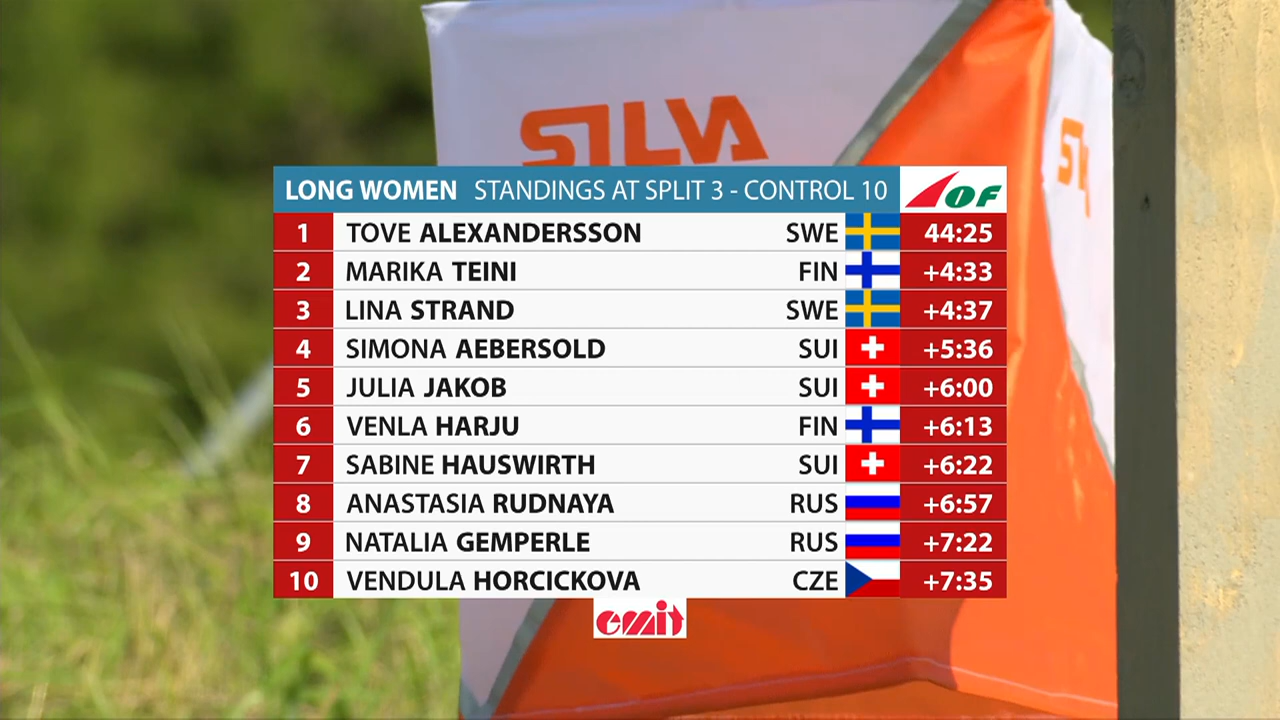 SILVA
LONG WOMEN STANDINGS AT SPLIT 3 - CONTROL 10 IOF
1 TOVE ALEXANDERSSON SWE 44:25
2 MARIKA TEINI FIN +4:33
3 LINA STRAND SWE +4:37
4 SIMONA AEBERSOLD SUI +5:36
5 JULIA JAKOB SUI +6:00
6 VENLA HARJU FIN +6:13
7 SABINE HAUSWIRTH SUI +6:22
8 ANASTASIA RUDNAYA RUS +6:57
9 NATALIA GEMPERLE RUS +7:22
10 VENDULA HORCICKOVA CZE +7:35
emit